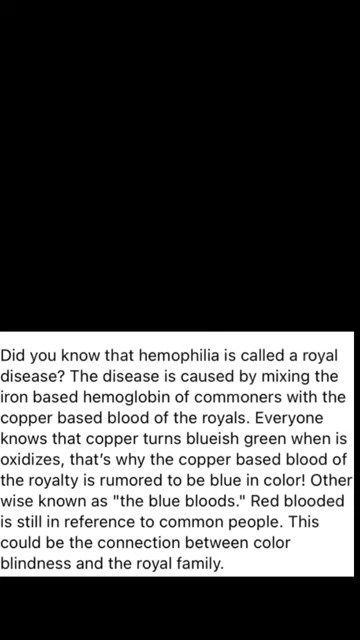 Did you know that hemophilia is called a royal
disease? The disease is caused by mixing the
iron based hemoglobin of commoners with the
copper based blood of the royals. Everyone
knows that copper turns blueish green when is
oxidizes, that's why the copper based blood of
the royalty is rumored to be blue in color! Other
wise known as "the blue bloods." Red blooded
is still in reference to common people. This
could be the connection between color
blindness and the royal family.